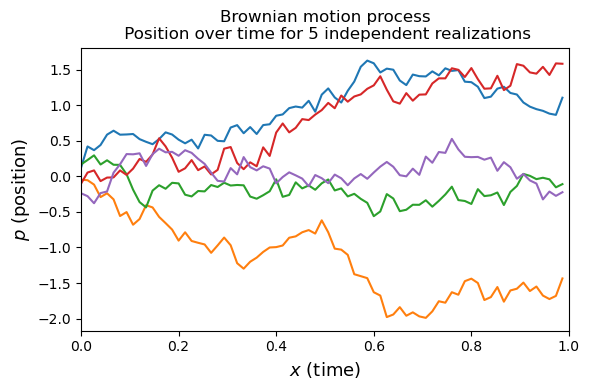 Brownian motion process
Position over time for 5 independent realizations
p (position)
1.5
1.0
0.5
0.0
−0.5
−1.0
−1.5
−2.0
0.0 0.2 0.4 0.6 0.8 1.0
x (time)